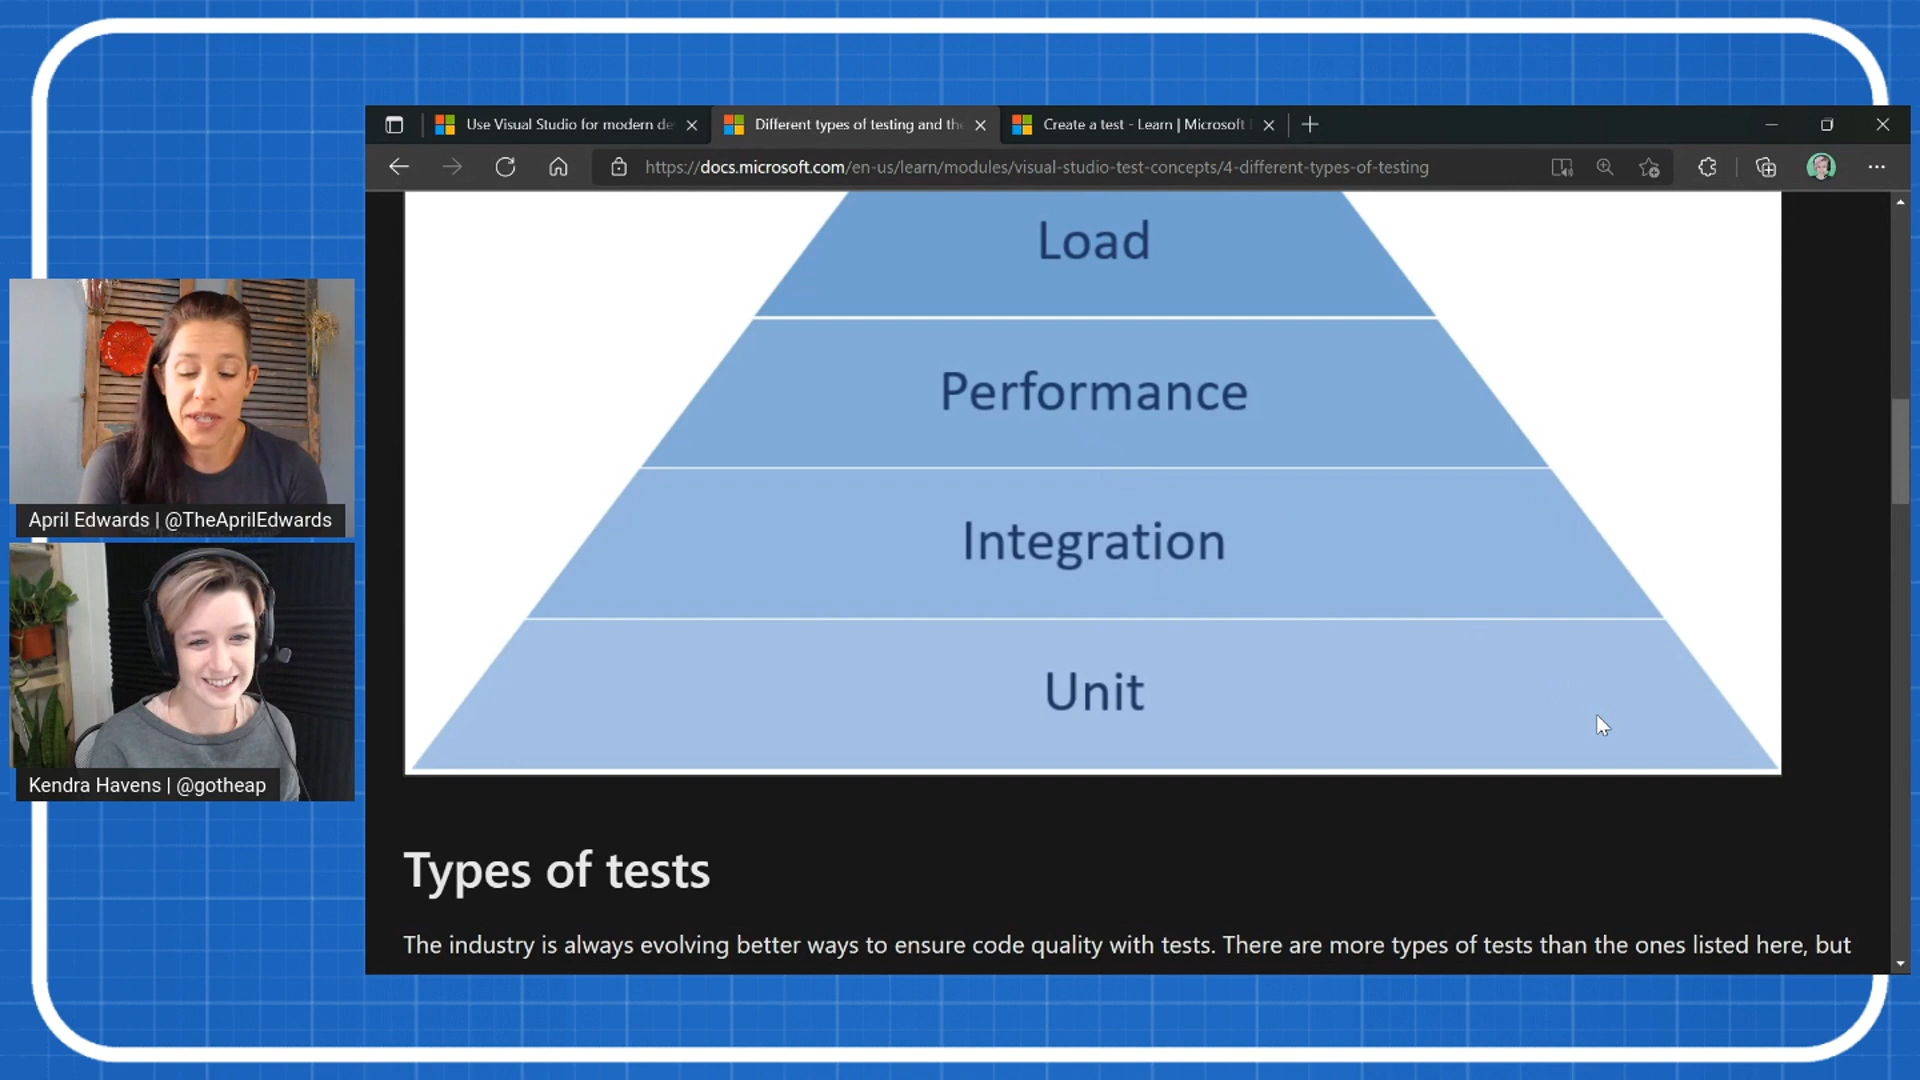 Use Visual Studio for modern de
Different types of testing and the
Create a test - Learn | Microsoft
https://docs.microsoft.com/en-us/learn/modules/visual-studio-test-concepts/4-different-types-of-testing
Load
Performance
Integration
Unit
April Edwards | @TheAprilEdwards
Kendra Havens | @gotheap
Types of tests
The industry is always evolving better ways to ensure code quality with tests. There are more types of tests than the ones listed here, but